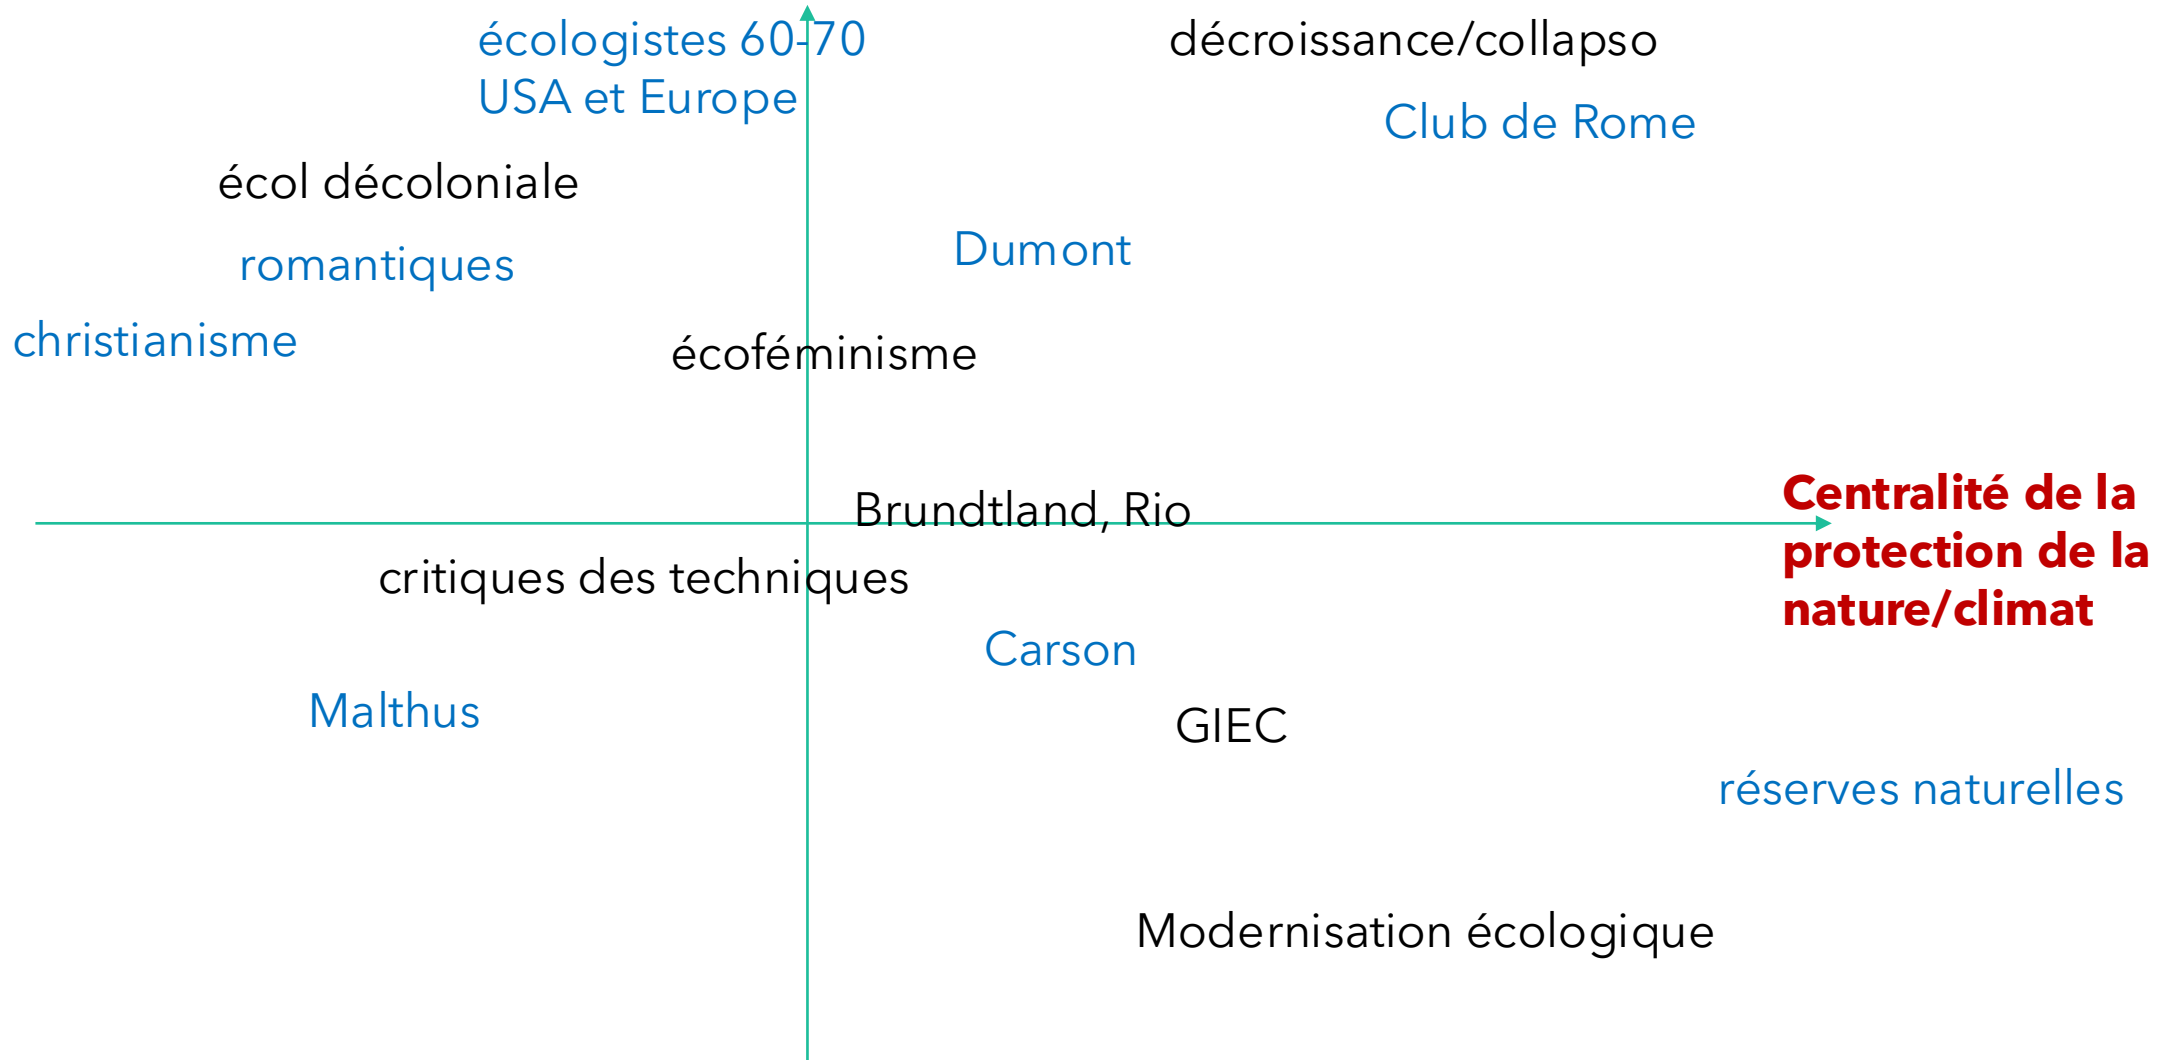 écologistes 60-70
USA et Europe
décroissance/collapso
Club de Rome
écol décoloniale
romantiques
Dumont
christianisme
écoféminisme
Brundtland, Rio
Centralité de la
protection de la
nature/climat
critiques des techniques
Carson
Malthus
GIEC
réserves naturelles
Modernisation écologique